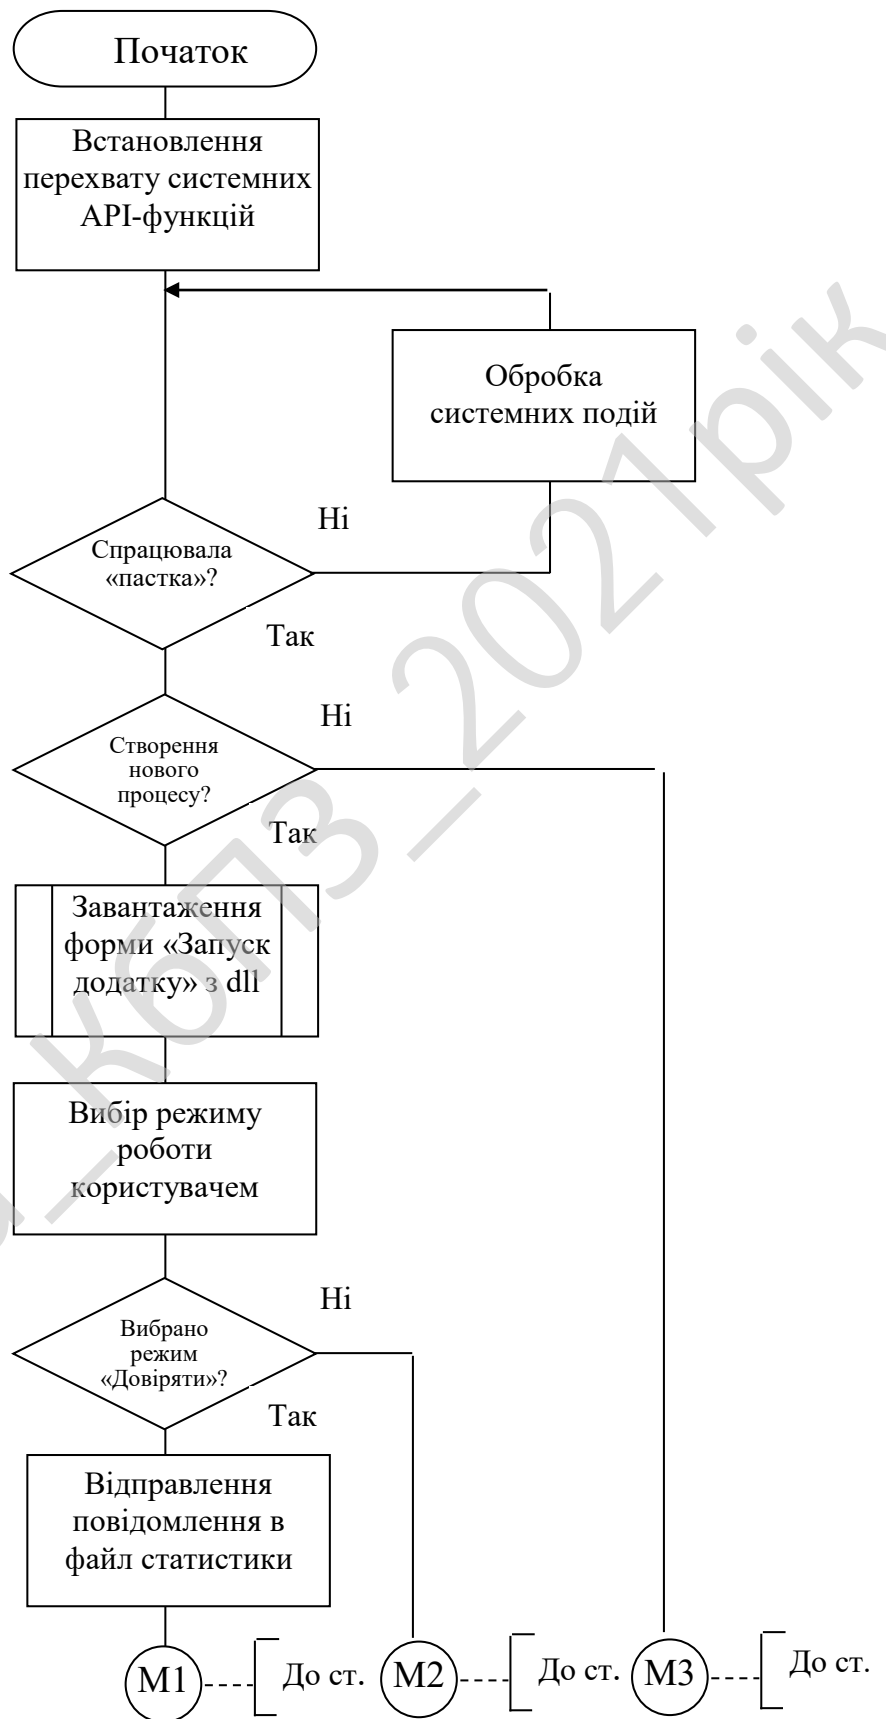 Початок
Встановлення
перехвату системних
АРІ-функцій
Обробка
системних подій
Ні
Спрацювала
«пастка»?
Так
Ні
Створення
нового
процесу?
Так
Завантаження
форми «Запуск
додатку» з dll
Вибір режиму
роботи
користувачем
Ні
Вибрано
режим
«Довіряти»?
Так
Відправлення
повідомлення в
файл статистики
М1
До ст.
М2
До ст.
М3
До ст.
_КбПЗ_2021рік